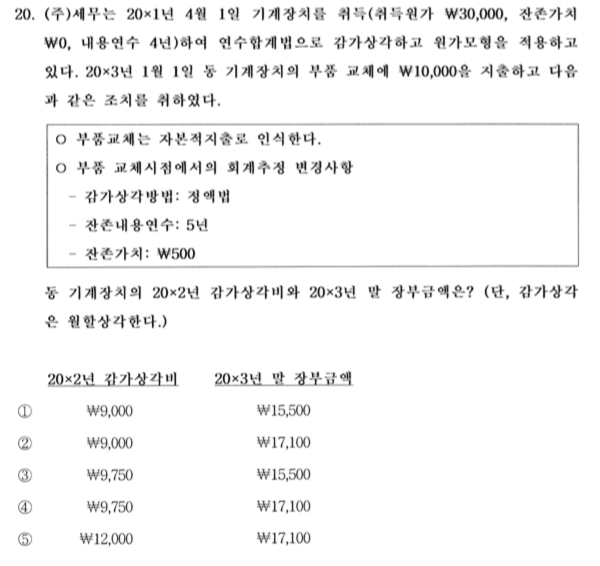 20. (주)세무는 20×1년 4월 1일 기계장치를 취득(취득원가 ₩30,000, 잔존가치
₩0, 내용연수 4년)하여 연수합계법으로 감가상각하고 원가모형을 적용하고
있다. 20×3년 1월 1일 동 기계장치의 부품 교체에 ₩10,000을 지출하고 다음
과 같은 조치를 취하였다.
○ 부품교체는 자본적지출로 인식한다.
○ 부품 교체시점에서의 회계추정 변경사항
- 감가상각방법: 정액법
- 잔존내용연수: 5년
- 잔존가치: ₩500
동 기계장치의 20×2년 감가상각비와 20×3년 말 장부금액은? (단, 감가상각
은 월할상각한다.)
20×2년 감가상각비 20×3년 말 장부금액
① ₩9,000 ₩15,500
② ₩9,000 ₩17,100
③ ₩9,750 ₩15,500
④ ₩9,750 ₩17,100
⑤ ₩12,000 ₩17,100